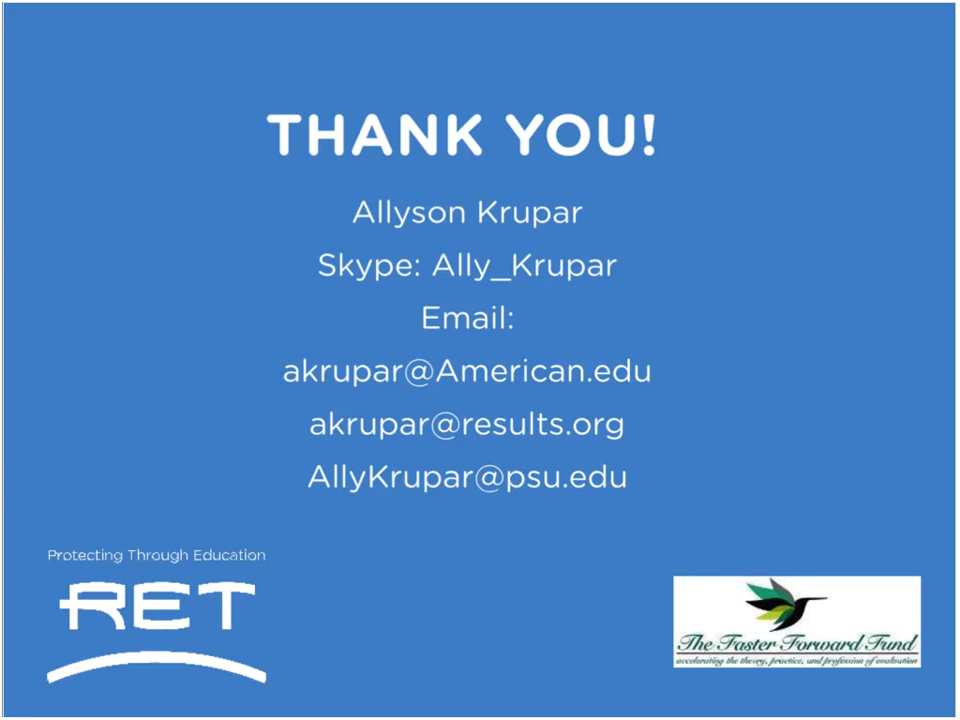 THANK YOU!
Allyson Krupar
Skype: Ally_Krupar
Email:
akrupar@American.edu
akrupar@results.org
AllyKrupar@psu.edu
Protecting Through Education
RET
The Faster Forward Fund
accelerating the theory, practice, and profession of evaluation